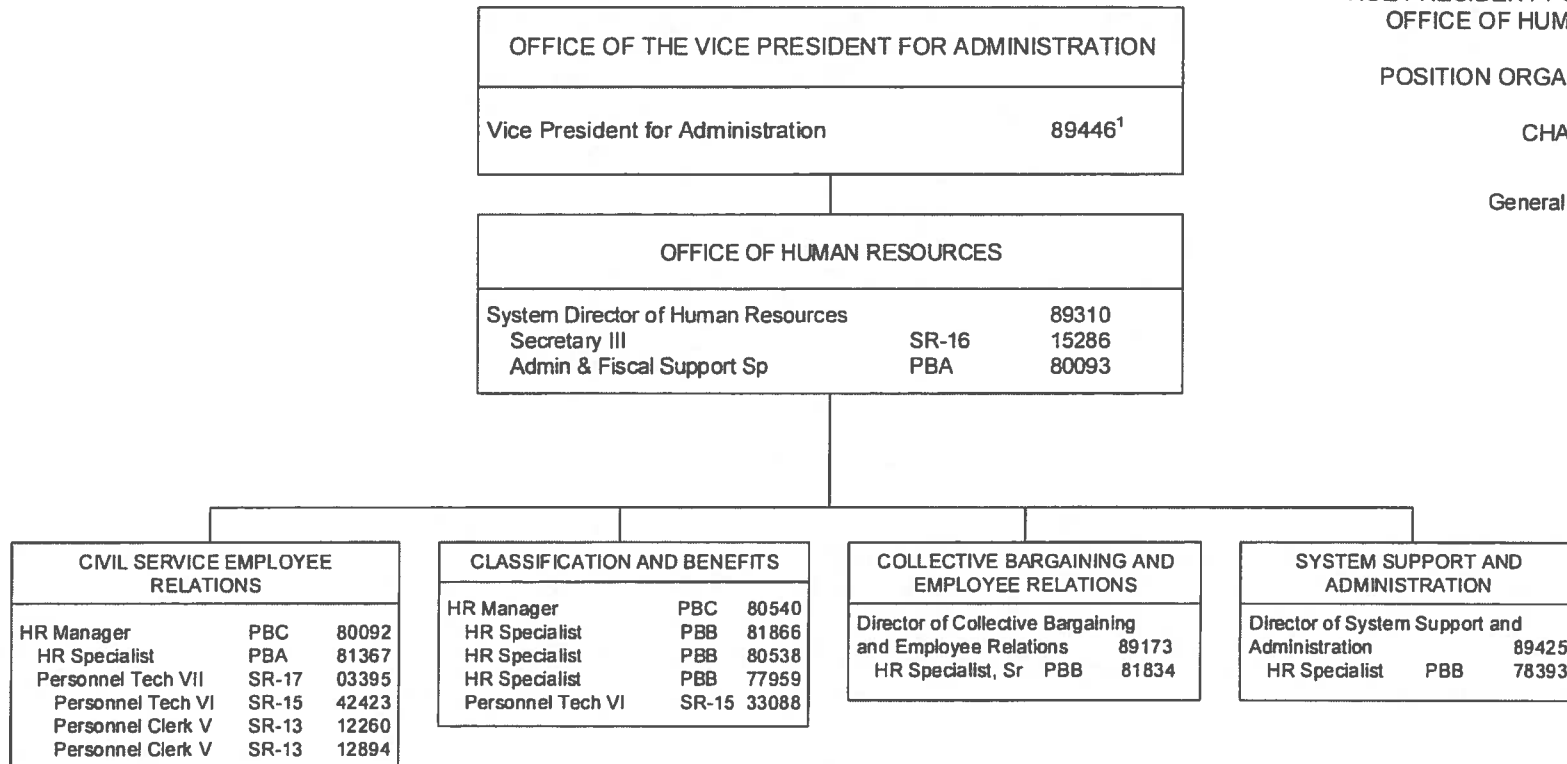 OFFICE OF HUM
POSITION ORGA
CHA
General
OFFICE OF THE VICE PRESIDENT FOR ADMINISTRATION
Vice President for Administration 89446¹
OFFICE OF HUMAN RESOURCES
System Director of Human Resources 89310
Secretary III SR-16 15286
Admin & Fiscal Support Sp PBA 80093
CIVIL SERVICE EMPLOYEE
RELATIONS
HR Manager PBC 80092
HR Specialist PBA 81367
Personnel Tech VII SR-17 03395
Personnel Tech VI SR-15 42423
Personnel Clerk V SR-13 12260
Personnel Clerk V SR-13 12894
CLASSIFICATION AND BENEFITS
HR Manager PBC 80540
HR Specialist PBB 81866
HR Specialist PBB 80538
HR Specialist PBB 77959
Personnel Tech VI SR-15 33088
COLLECTIVE BARGAINING AND
EMPLOYEE RELATIONS
Director of Collective Bargaining
and Employee Relations 89173
HR Specialist, Sr PBB 81834
SYSTEM SUPPORT AND
ADMINISTRATION
Director of System Support and
Administration 89425
HR Specialist PBB 78393